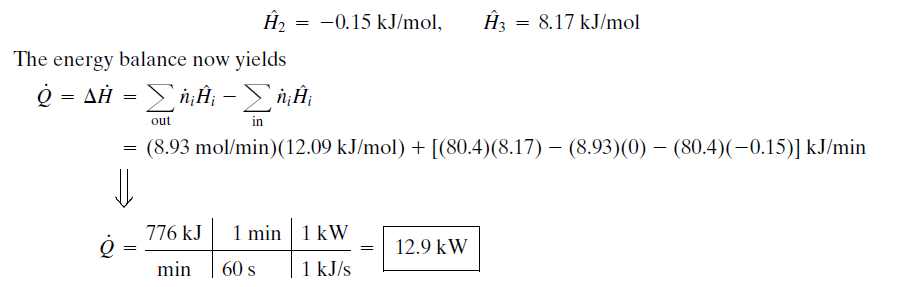 Ĥ₂ = −0.15 kJ/mol, Ĥ₃ = 8.17 kJ/mol
The energy balance now yields
Q̇ = ΔḢ = ∑ ṅᵢĤᵢ − ∑ ṅᵢĤᵢ
out in
= (8.93 mol/min)(12.09 kJ/mol) + [(80.4)(8.17) − (8.93)(0) − (80.4)(−0.15)] kJ/min
⇓
776 kJ | 1 min | 1 kW
Q̇ = = 12.9 kW
min | 60 s | 1 kJ/s